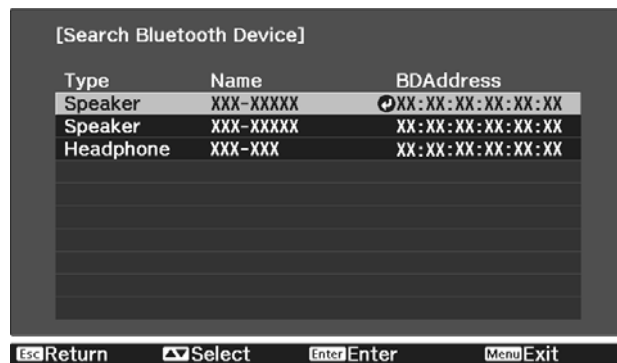 [Search Bluetooth Device]
Type Name BDAddress
Speaker XXX-XXXXX XX:XX:XX:XX:XX:XX
Speaker XXX-XXXXX XX:XX:XX:XX:XX:XX
Headphone XXX-XXX XX:XX:XX:XX:XX:XX
Esc Return Select Enter Enter Menu Exit